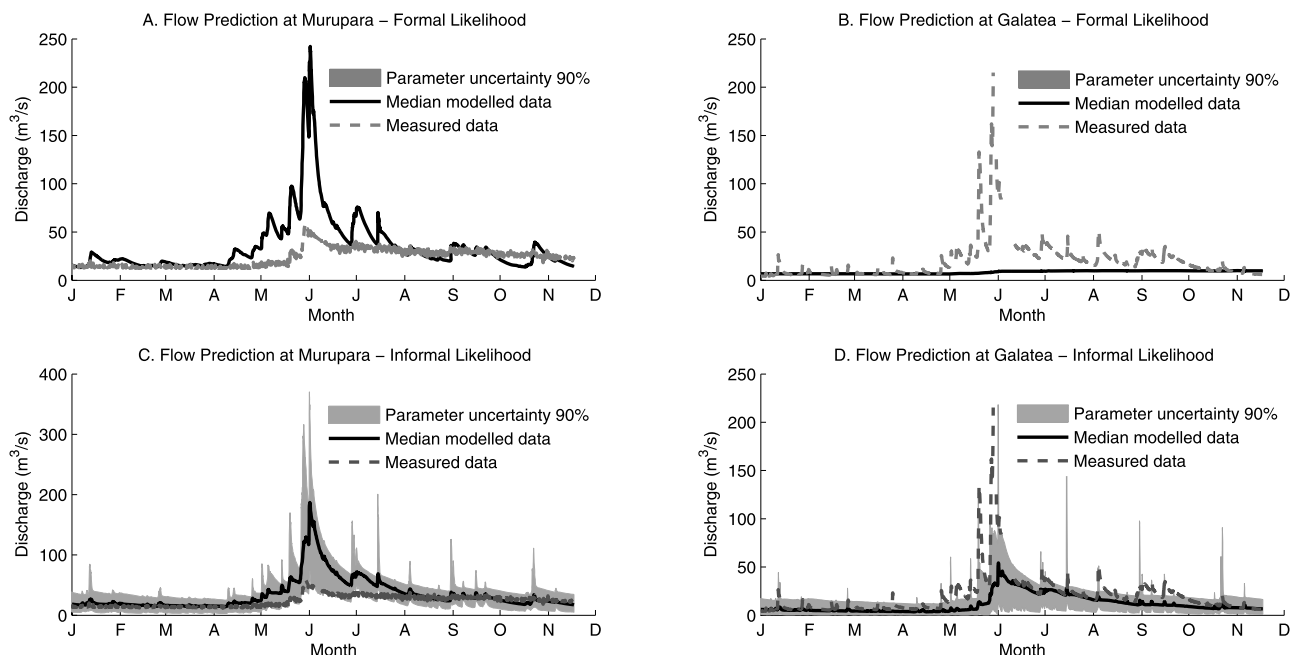 A. Flow Prediction at Murupara – Formal Likelihood
250
200
150
100
50
0
Discharge (m³/s)
Parameter uncertainty 90%
Median modelled data
Measured data
J F M A M J J A S O N D
Month
B. Flow Prediction at Galatea – Formal Likelihood
250
200
150
100
50
0
Discharge (m³/s)
Parameter uncertainty 90%
Median modelled data
Measured data
J F M A M J J A S O N D
Month
C. Flow Prediction at Murupara – Informal Likelihood
400
300
200
100
0
Discharge (m³/s)
Parameter uncertainty 90%
Median modelled data
Measured data
J F M A M J J A S O N D
Month
D. Flow Prediction at Galatea – Informal Likelihood
250
200
150
100
50
0
Discharge (m³/s)
Parameter uncertainty 90%
Median modelled data
Measured data
J F M A M J J A S O N D
Month